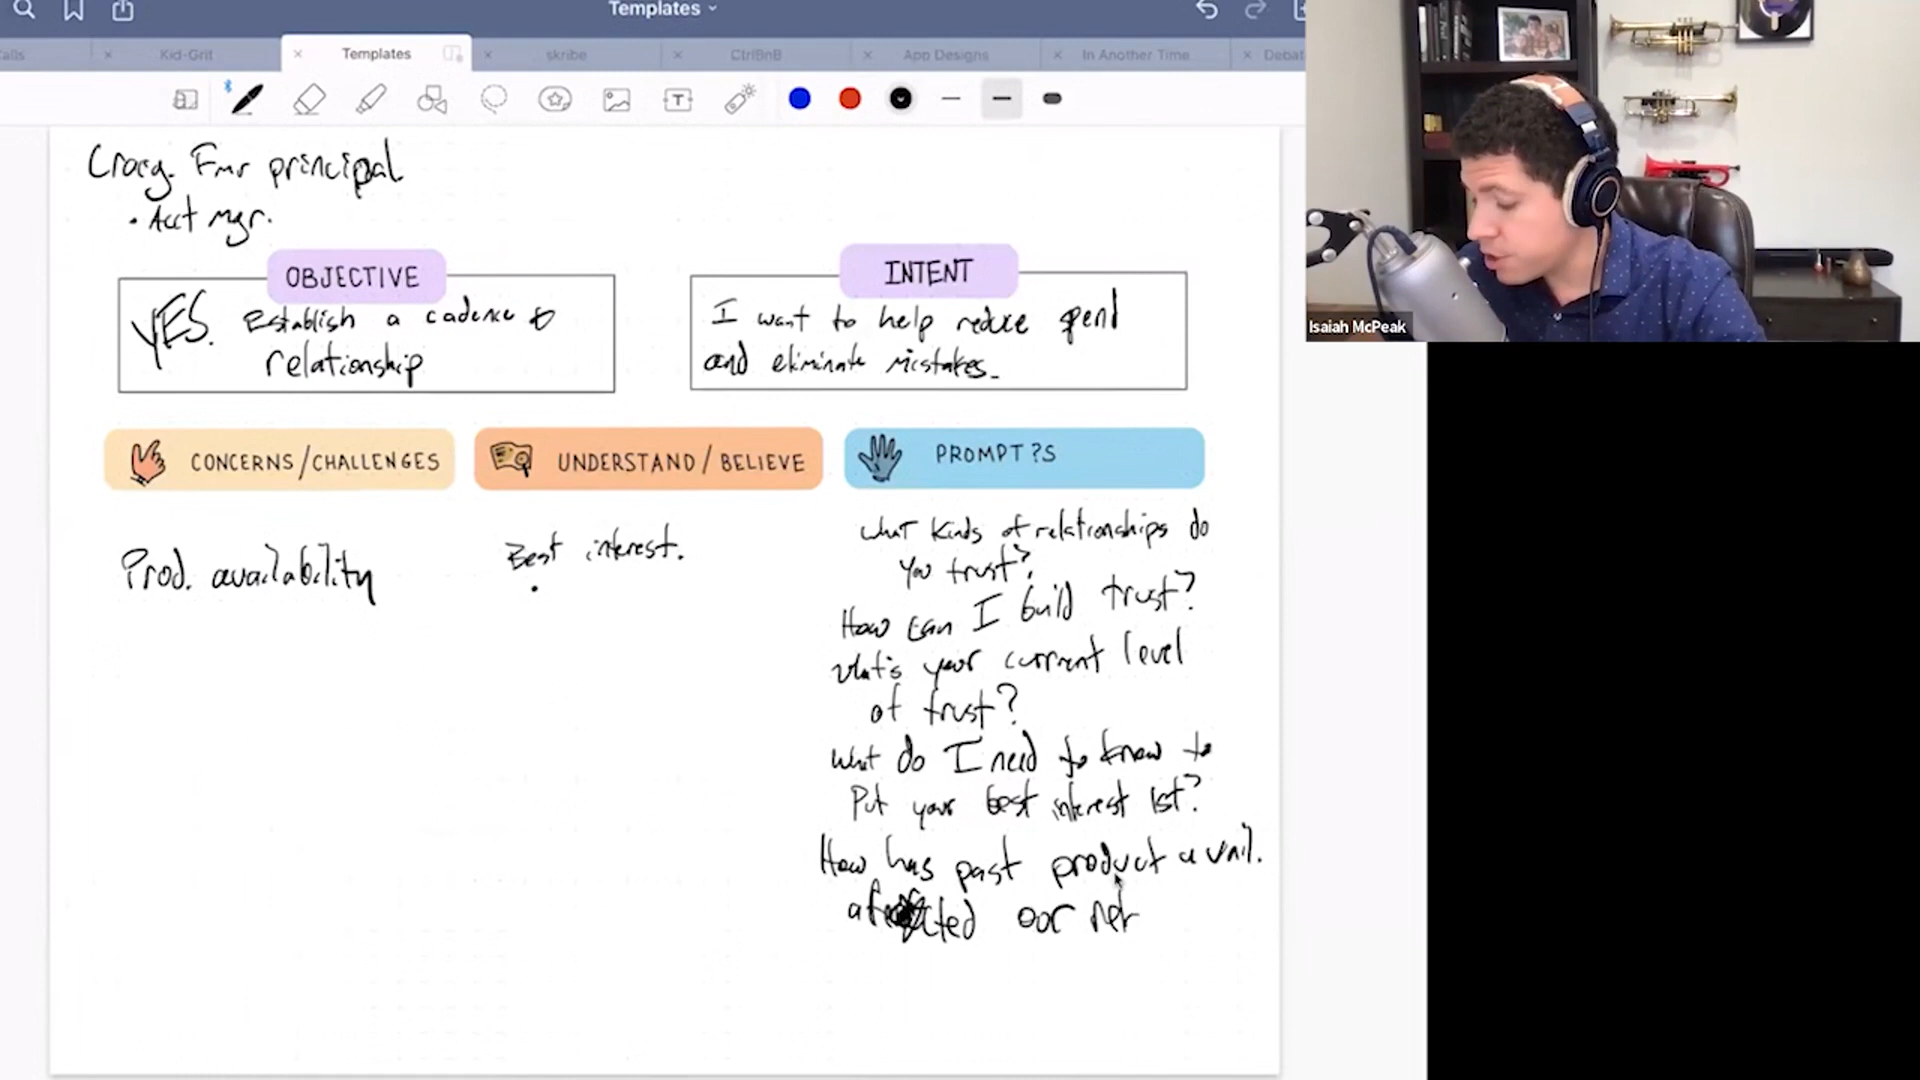 Templates
alls
Kid-Grit
Templates
skribe
CtrlBnB
App Designs
In Another Time
Debat
Craig. Fmr principal
• Acct Mgr.
OBJECTIVE
YES. Establish a cadence &
relationship
INTENT
I want to help reduce spend
and eliminate mistakes.
CONCERNS/CHALLENGES
UNDERSTAND/BELIEVE
PROMPT?S
Prod. availability
Best interest.
•
What kinds of relationships do
you trust?
How can I build trust?
What's your current level
of trust?
What do I need to know to
Put your best interest 1st?
How has past product avail.
our
Isaiah McPeak